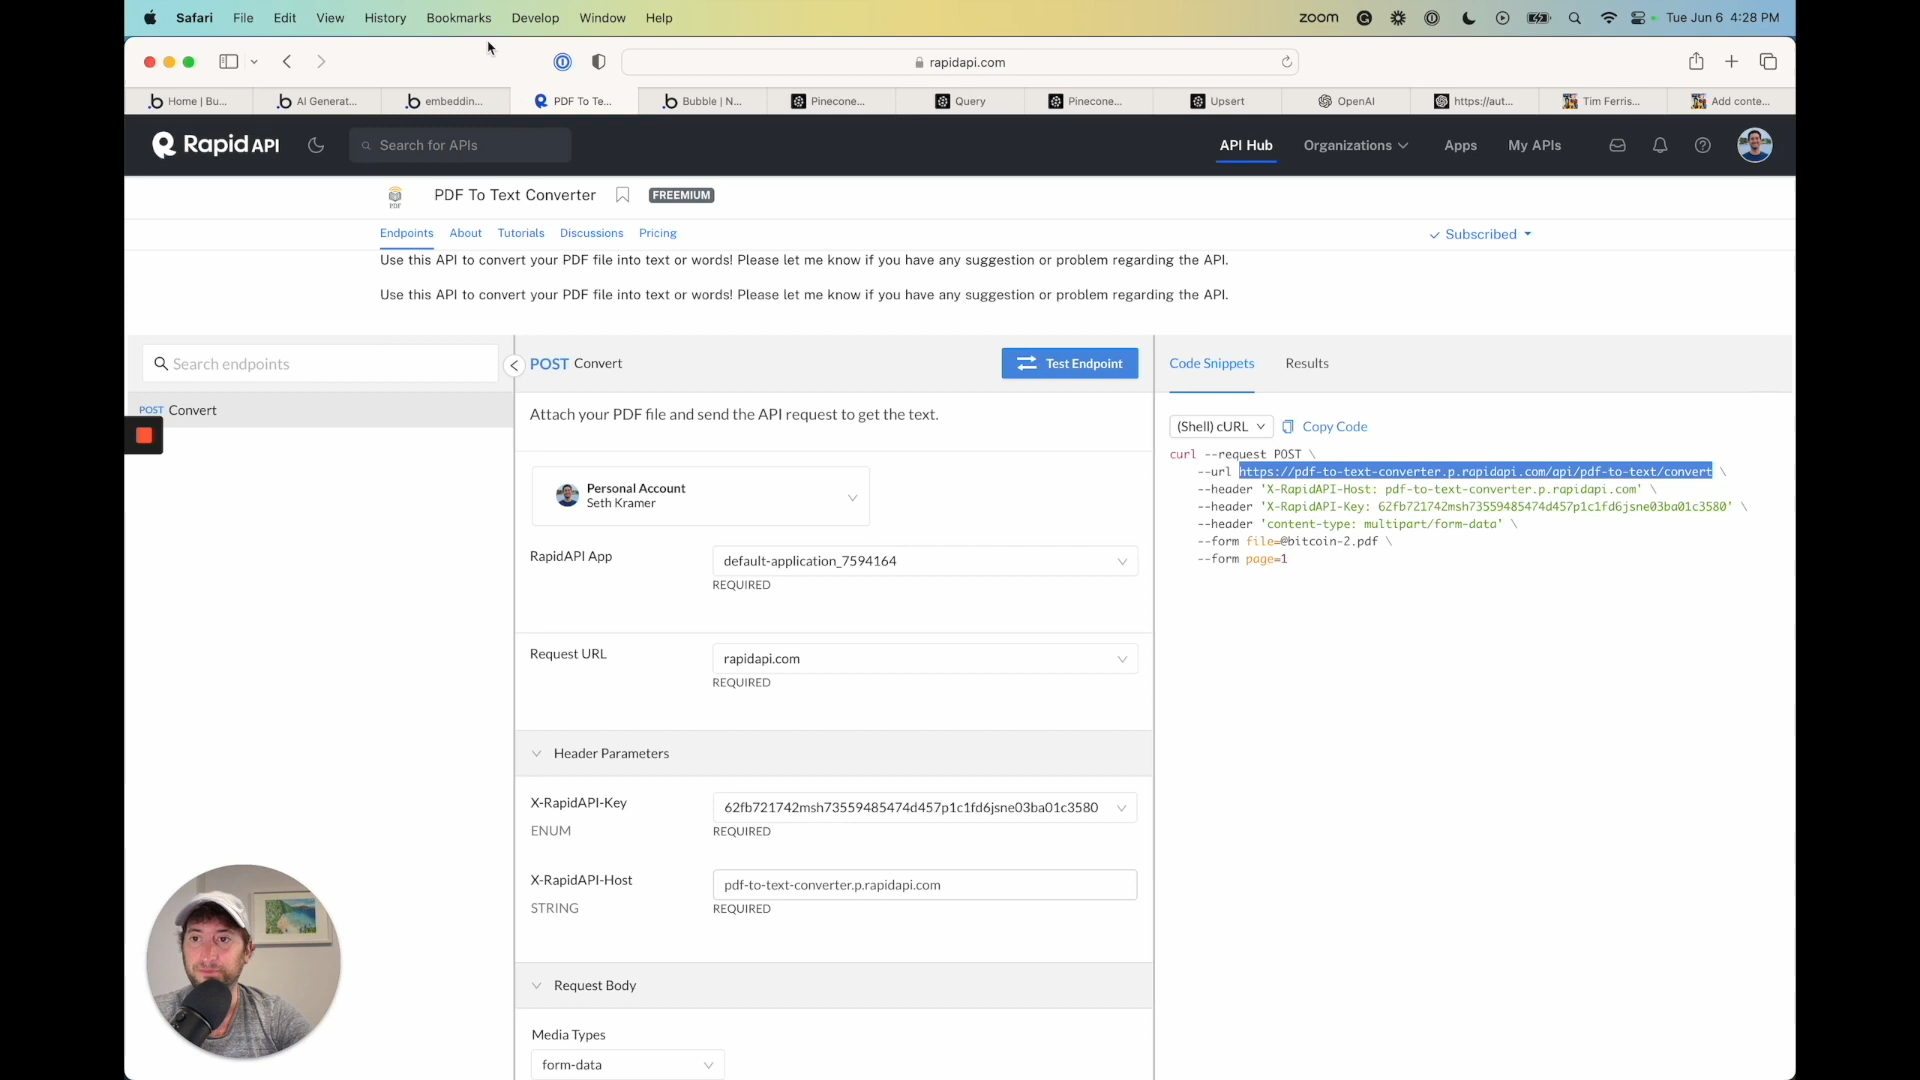 Safari File Edit View History Bookmarks Develop Window Help zoom Tue Jun 6 4:28 PM
rapidapi.com
Home | Bu... AI Generat... embeddin... PDF To Te... Bubble | N... Pinecone... Query Pinecone... Upsert OpenAI https://aut... Tim Ferris... Add conte...
Rapid API Search for APIs API Hub Organizations Apps My APIs
PDF PDF To Text Converter FREEMIUM
Endpoints About Tutorials Discussions Pricing Subscribed
Use this API to convert your PDF file into text or words! Please let me know if you have any suggestion or problem regarding the API.
Use this API to convert your PDF file into text or words! Please let me know if you have any suggestion or problem regarding the API.
Search endpoints
POST Convert
POST Convert Test Endpoint
Attach your PDF file and send the API request to get the text.
Personal Account
Seth Kramer
RapidAPI App default-application_7594164
REQUIRED
Request URL rapidapi.com
REQUIRED
Header Parameters
X-RapidAPI-Key 62fb721742msh73559485474d457p1c1fd6jsne03ba01c3580
ENUM REQUIRED
X-RapidAPI-Host pdf-to-text-converter.p.rapidapi.com
STRING REQUIRED
Request Body
Media Types
form-data
Code Snippets Results
(Shell) cURL Copy Code
curl --request POST \
--url https://pdf-to-text-converter.p.rapidapi.com/api/pdf-to-text/convert \
--header 'X-RapidAPI-Host: pdf-to-text-converter.p.rapidapi.com' \
--header 'X-RapidAPI-Key: 62fb721742msh73559485474d457p1c1fd6jsne03ba01c3580' \
--header 'content-type: multipart/form-data' \
--form file=@bitcoin-2.pdf \
--form page=1